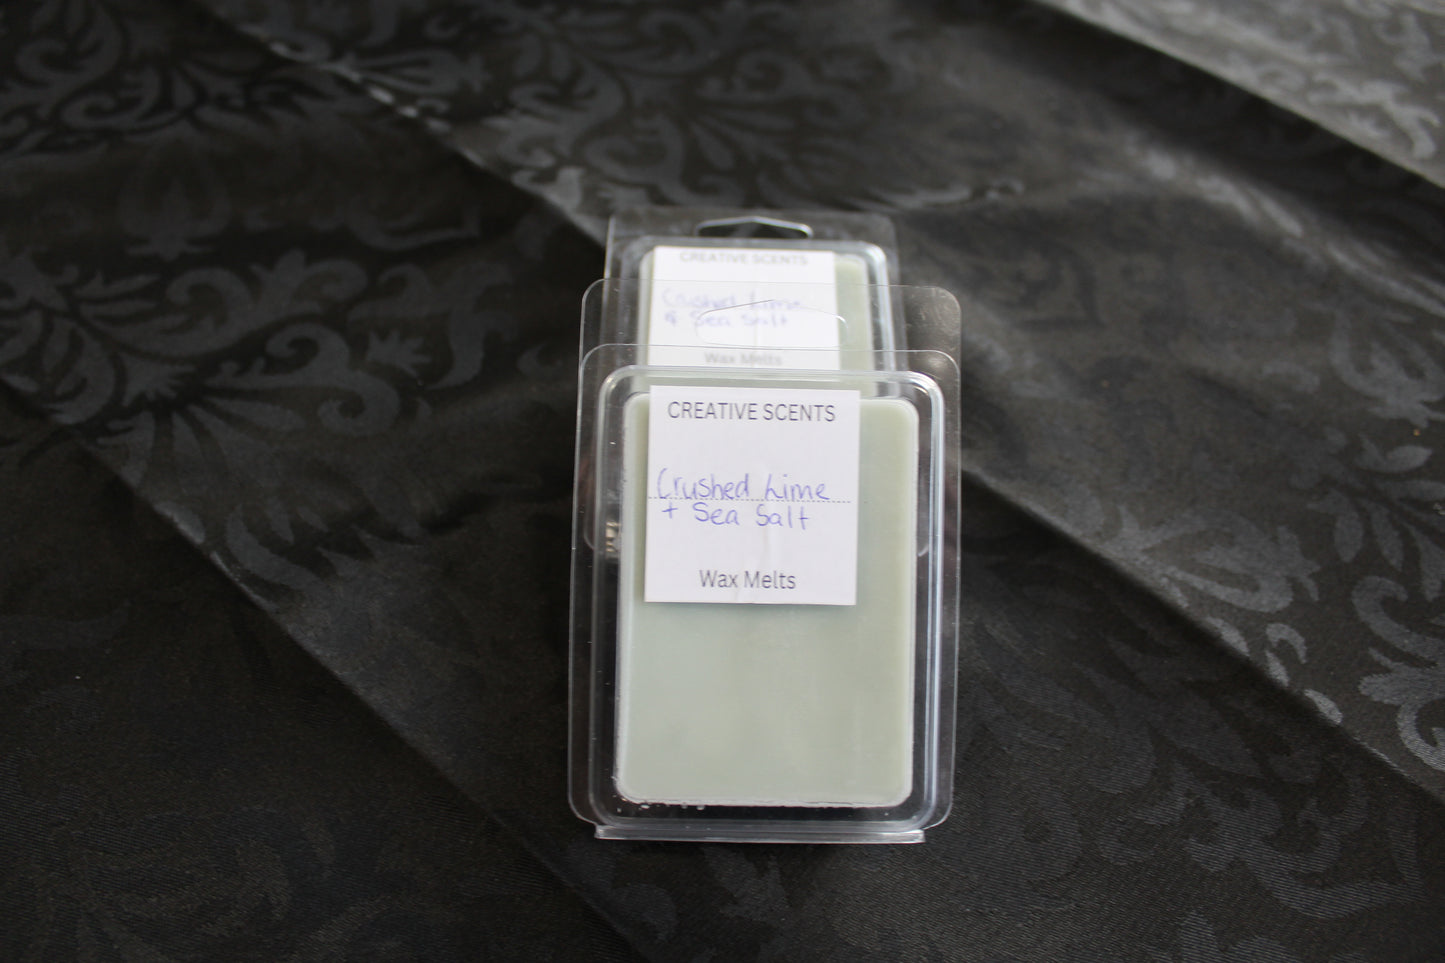 CREATIVE SCENTS
Crushed Lime
& Sea Salt
Wax Melts
CREATIVE SCENTS
Crushed Lime
+ Sea Salt
Wax Melts